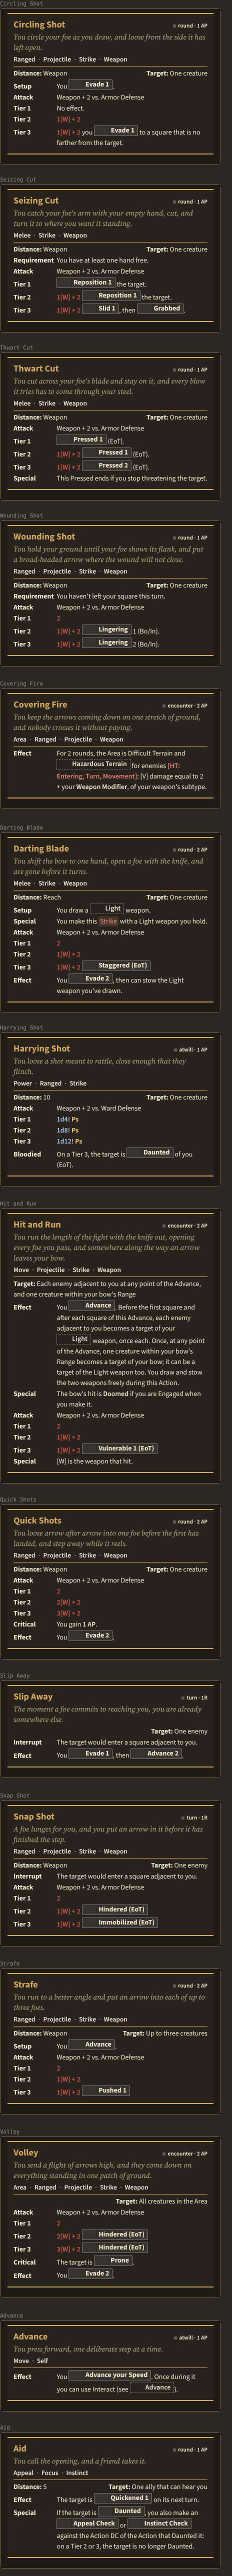 Circling Shot
Circling Shot
round · 1 AP
You circle your foe as you draw, and loose from the side it has
left open.
Ranged · Projectile · Strike · Weapon
Distance: Weapon Target: One creature
Setup You Evade 1.
Attack Weapon + 2 vs. Armor Defense
Tier 1 No effect.
Tier 2 1[W] + 2
Tier 3 1[W] + 2 you Evade 1 to a square that is no
farther from the target.
Seizing Cut
Seizing Cut
round · 1 AP
You catch your foe's arm with your empty hand, cut, and
turn it to where you want it standing.
Melee · Strike · Weapon
Distance: Weapon Target: One creature
Requirement You have at least one hand free.
Attack Weapon + 2 vs. Armor Defense
Tier 1 Reposition 1 the target.
Tier 2 1[W] + 2 Reposition 1 the target.
Tier 3 1[W] + 2 Slid 1, then Grabbed.
Thwart Cut
Thwart Cut
round · 1 AP
You cut across your foe's blade and stay on it, and every blow
it tries has to come through your steel.
Melee · Strike · Weapon
Distance: Weapon Target: One creature
Attack Weapon + 2 vs. Armor Defense
Tier 1 Pressed 1 (EoT).
Tier 2 1[W] + 2 Pressed 1 (EoT).
Tier 3 1[W] + 2 Pressed 2 (EoT).
Special This Pressed ends if you stop threatening the target.
Wounding Shot
Wounding Shot
round · 1 AP
You hold your ground until your foe shows its flank, and put
a broad-headed arrow where the wound will not close.
Ranged · Projectile · Strike · Weapon
Distance: Weapon Target: One creature
Requirement You haven't left your square this turn.
Attack Weapon + 2 vs. Armor Defense
Tier 1 2
Tier 2 1[W] + 2 Lingering 1 (Bo/In).
Tier 3 1[W] + 2 Lingering 2 (Bo/In).
Covering Fire
Covering Fire
encounter · 2 AP
You keep the arrows coming down on one stretch of ground,
and nobody crosses it without paying.
Area · Ranged · Projectile · Weapon
Effect For 2 rounds, the Area is Difficult Terrain and
Hazardous Terrain for enemies [HT:
Entering, Turn, Movement]: [V] damage equal to 2
+ your Weapon Modifier, of your weapon's subtype.
Darting Blade
Darting Blade
round · 2 AP
You shift the bow to one hand, open a foe with the knife, and
are gone before it turns.
Melee · Strike · Weapon
Distance: Reach Target: One creature
Setup You draw a Light weapon.
Special You make this Strike with a Light weapon you hold.
Attack Weapon + 2 vs. Armor Defense
Tier 1 2
Tier 2 1[W] + 2
Tier 3 1[W] + 2 Staggered (EoT)
Effect You Evade 2, then can stow the Light
weapon you've drawn.
Harrying Shot
Harrying Shot
atwill · 1 AP
You loose a shot meant to rattle, close enough that they
flinch.
Power · Ranged · Strike
Distance: 10 Target: One creature
Attack Weapon + 2 vs. Ward Defense
Tier 1 1d4! Ps
Tier 2 1d8! Ps
Tier 3 1d12! Ps
Bloodied On a Tier 3, the target is Daunted of you
(EoT).
Hit and Run
Hit and Run
encounter · 2 AP
You run the length of the fight with the knife out, opening
every foe you pass, and somewhere along the way an arrow
leaves your bow.
Move · Projectile · Strike · Weapon
Target: Each enemy adjacent to you at any point of the Advance,
and one creature within your bow's Range
Effect You Advance. Before the first square and
after each square of this Advance, each enemy
adjacent to you becomes a target of your
Light weapon, once each. Once, at any point
of the Advance, one creature within your bow's
Range becomes a target of your bow; it can be a
target of the Light weapon too. You draw and stow
the two weapons freely during this Action.
Special The bow's hit is Doomed if you are Engaged when
you make it.
Attack Weapon + 2 vs. Armor Defense
Tier 1 2
Tier 2 1[W] + 2
Tier 3 1[W] + 2 Vulnerable 1 (EoT)
Special [W] is the weapon that hit.
Quick Shots
Quick Shots
round · 2 AP
You loose arrow after arrow into one foe before the first has
landed, and step away while it reels.
Ranged · Projectile · Strike · Weapon
Distance: Weapon Target: One creature
Attack Weapon + 2 vs. Armor Defense
Tier 1 2
Tier 2 2[W] + 2
Tier 3 3[W] + 2
Critical You gain 1 AP.
Effect You Evade 2.
Slip Away
Slip Away
turn · 1R
The moment a foe commits to reaching you, you are already
somewhere else.
Target: One enemy
Interrupt The target would enter a square adjacent to you.
Effect You Evade 1, then Advance 2.
Snap Shot
Snap Shot
turn · 1R
A foe lunges for you, and you put an arrow in it before it has
finished the step.
Ranged · Projectile · Strike · Weapon
Distance: Weapon Target: One enemy
Interrupt The target would enter a square adjacent to you.
Attack Weapon + 2 vs. Armor Defense
Tier 1 2
Tier 2 1[W] + 2 Hindered (EoT)
Tier 3 1[W] + 2 Immobilized (EoT)
Strafe
Strafe
round · 2 AP
You run to a better angle and put an arrow into each of up to
three foes.
Ranged · Projectile · Strike · Weapon
Distance: Weapon Target: Up to three creatures
Setup You Advance.
Attack Weapon + 2 vs. Armor Defense
Tier 1 2
Tier 2 1[W] + 2
Tier 3 1[W] + 2 Pushed 1
Volley
Volley
encounter · 2 AP
You send a flight of arrows high, and they come down on
everything standing in one patch of ground.
Area · Ranged · Projectile · Strike · Weapon
Target: All creatures in the Area
Attack Weapon + 2 vs. Armor Defense
Tier 1 2
Tier 2 2[W] + 2 Hindered (EoT)
Tier 3 3[W] + 2 Hindered (EoT)
Critical The target is Prone.
Effect You Evade 2.
Advance
Advance
atwill · 1 AP
You press forward, one deliberate step at a time.
Move · Self
Effect You Advance your Speed. Once during it
you can use Interact (see Advance).
Aid
Aid
round · 1 AP
You call the opening, and a friend takes it.
Appeal · Focus · Instinct
Distance: 5 Target: One ally that can hear you
Effect The target is Quickened 1 on its next turn.
Special If the target is Daunted, you also make an
Appeal Check or Instinct Check
against the Action DC of the Action that Daunted it:
on a Tier 2 or 3, the target is no longer Daunted.